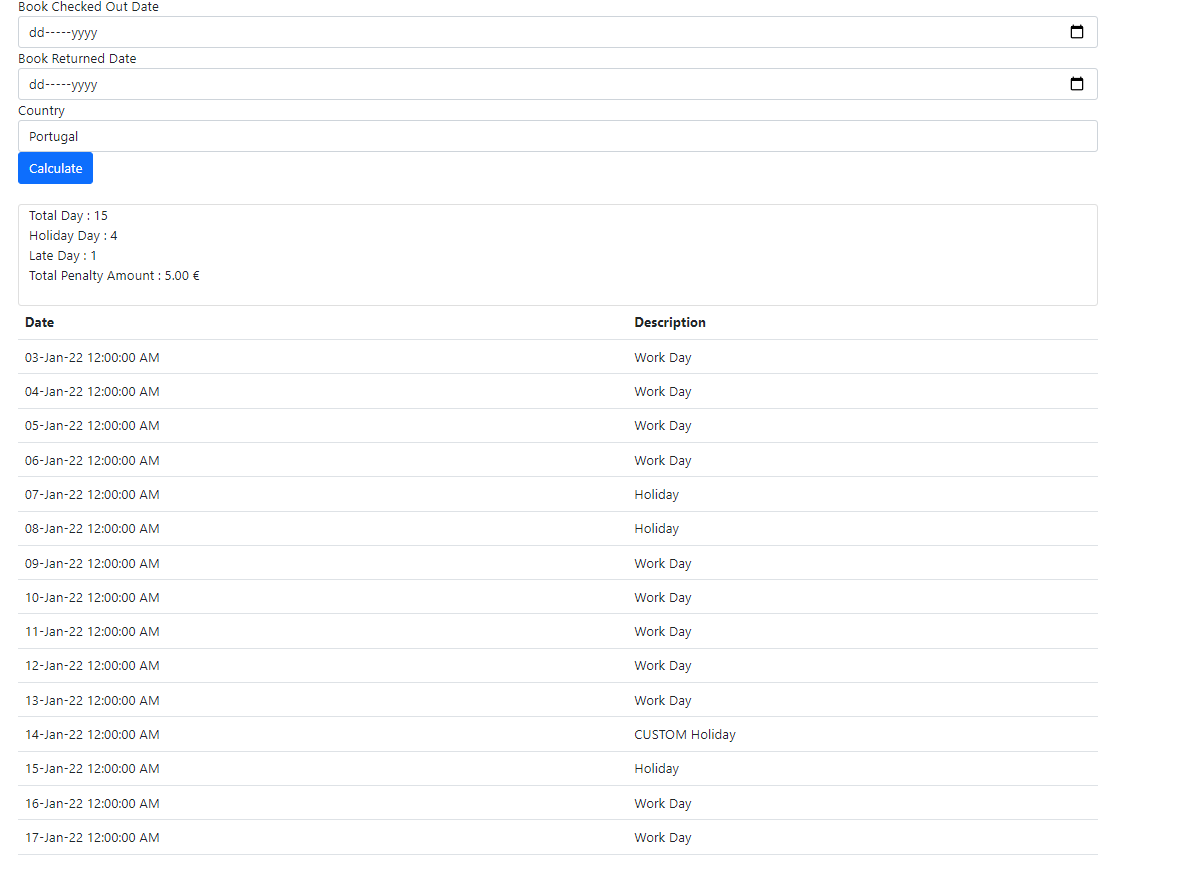 Book Checked Out Date
dd-----yyyy
Book Returned Date
dd-----yyyy
Country
Portugal
Calculate
Total Day : 15
Holiday Day : 4
Late Day : 1
Total Penalty Amount : 5.00 €
Date Description
03-Jan-22 12:00:00 AM Work Day
04-Jan-22 12:00:00 AM Work Day
05-Jan-22 12:00:00 AM Work Day
06-Jan-22 12:00:00 AM Work Day
07-Jan-22 12:00:00 AM Holiday
08-Jan-22 12:00:00 AM Holiday
09-Jan-22 12:00:00 AM Work Day
10-Jan-22 12:00:00 AM Work Day
11-Jan-22 12:00:00 AM Work Day
12-Jan-22 12:00:00 AM Work Day
13-Jan-22 12:00:00 AM Work Day
14-Jan-22 12:00:00 AM CUSTOM Holiday
15-Jan-22 12:00:00 AM Holiday
16-Jan-22 12:00:00 AM Work Day
17-Jan-22 12:00:00 AM Work Day